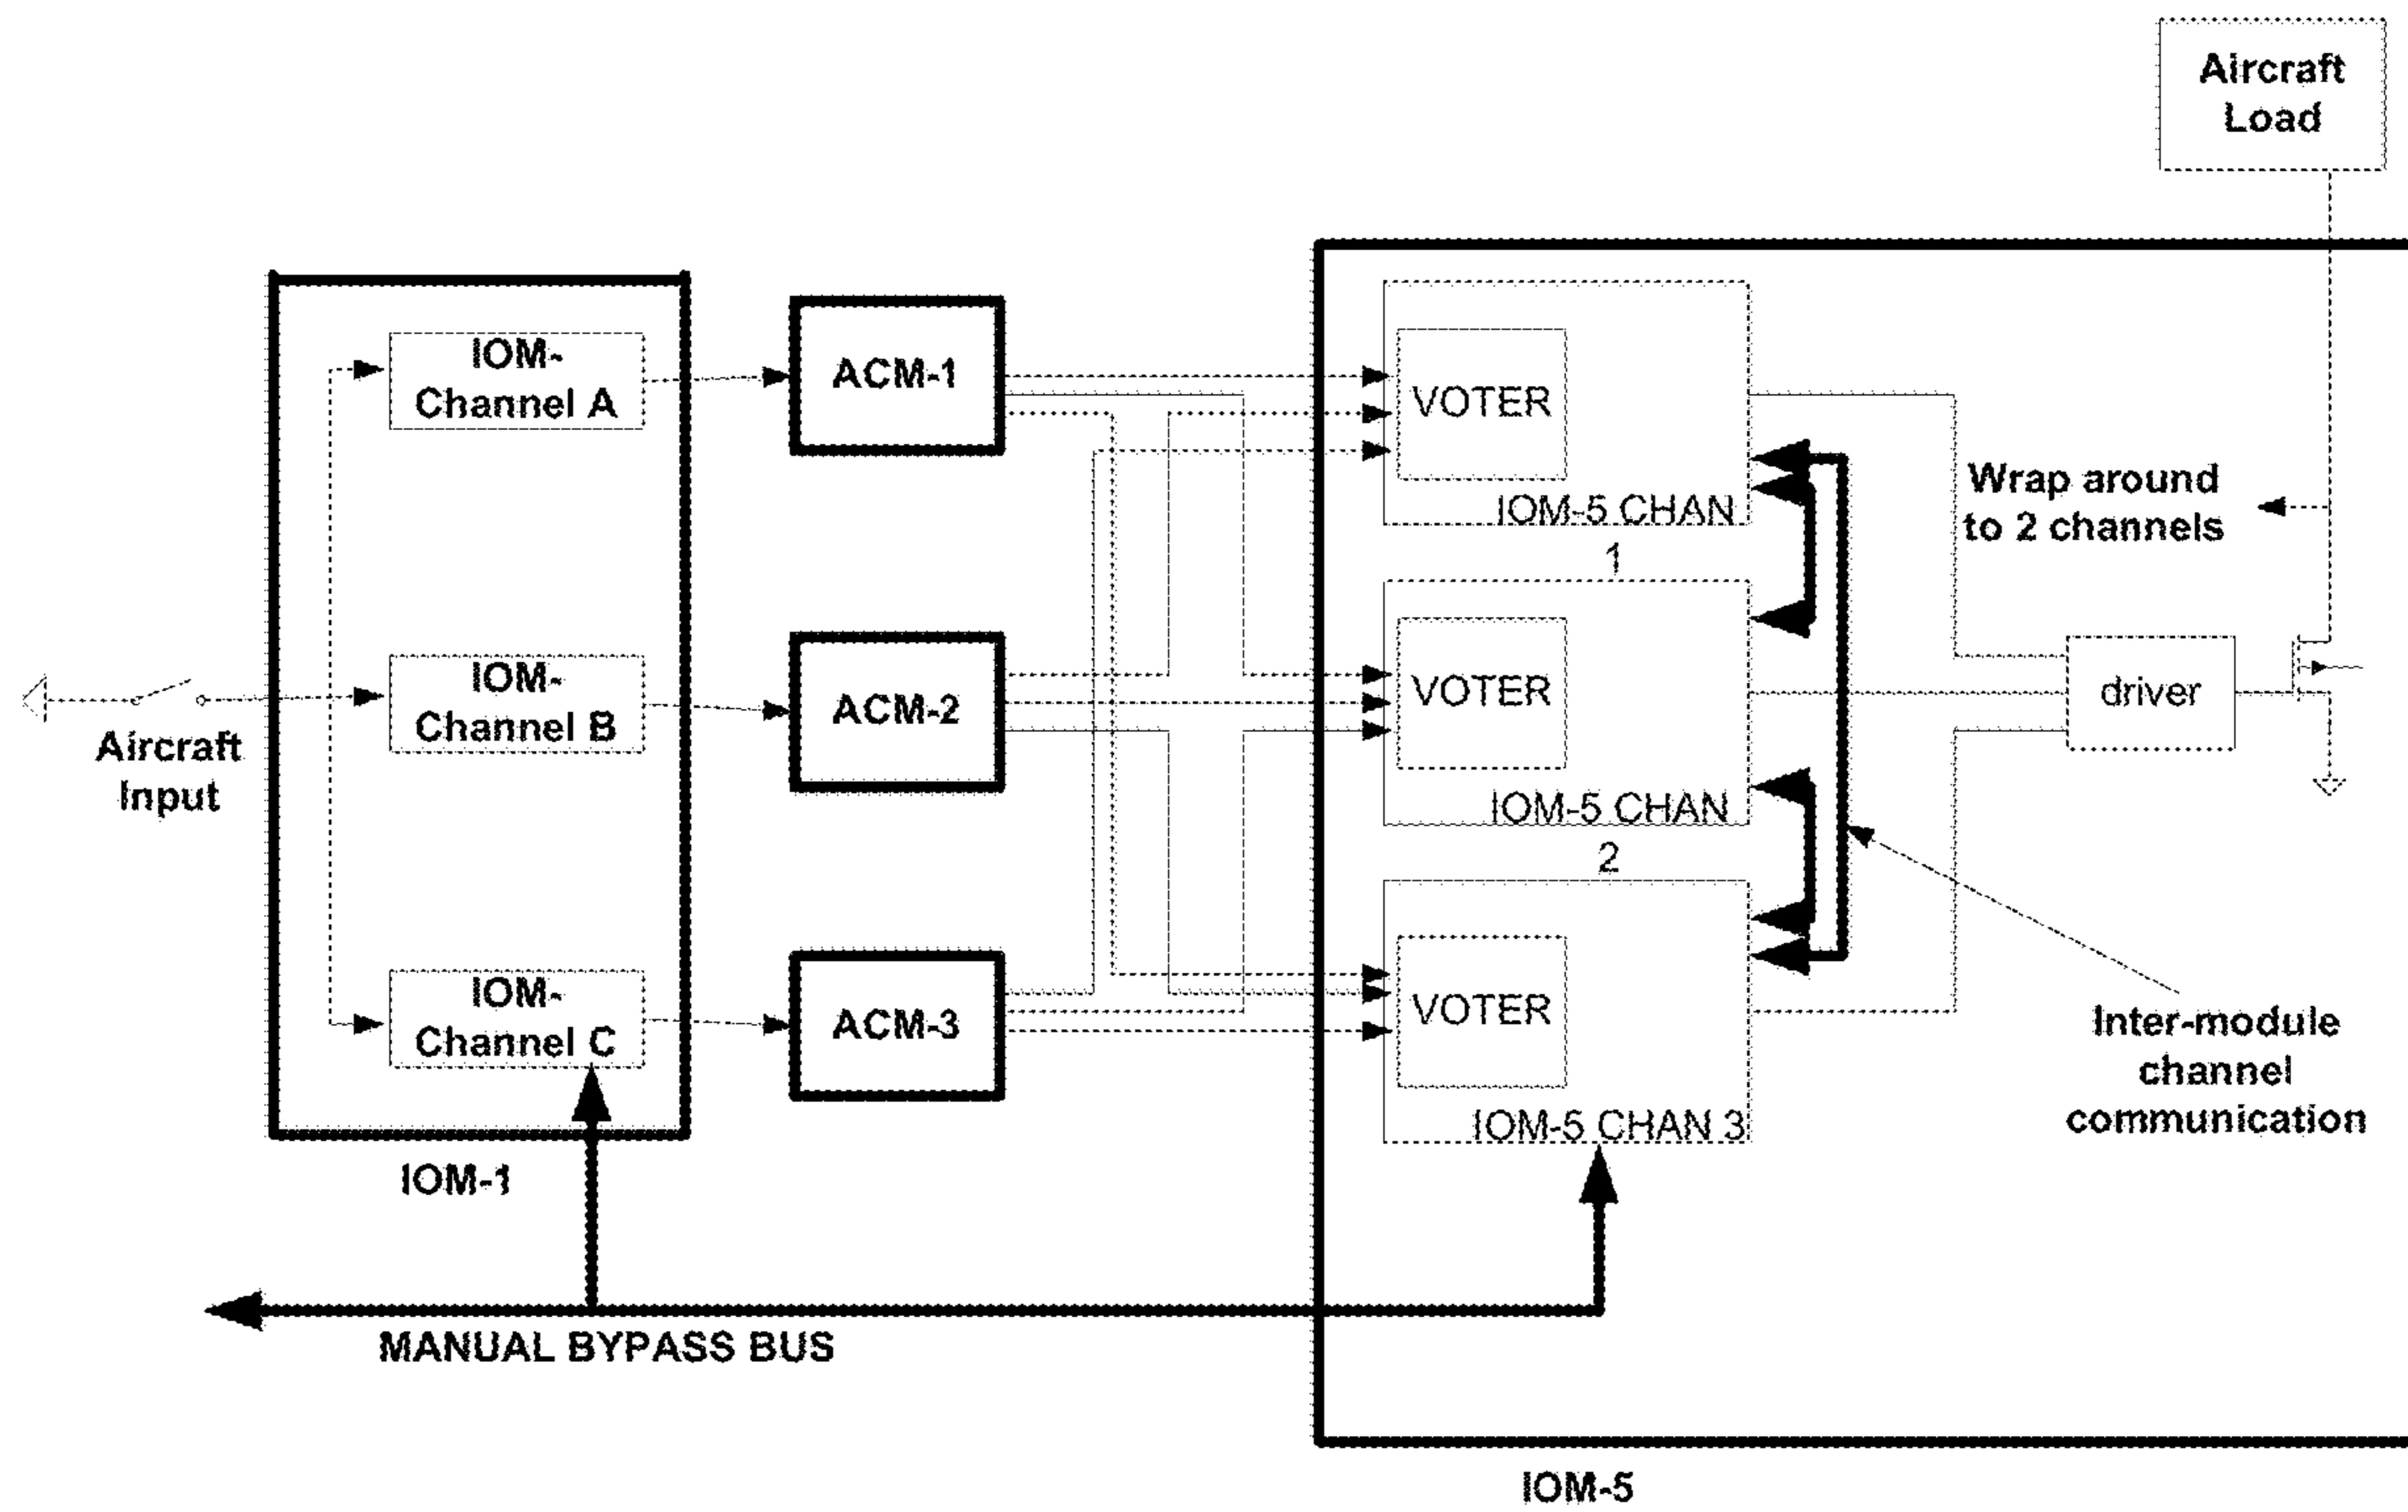 Aircraft
Load
IOM-
Channel A
ACM-1
VOTER
IOM-5 CHAN
1
Wrap around
to 2 channels
IOM-
Channel B
ACM-2
VOTER
IOM-5 CHAN
2
driver
Aircraft
Input
IOM-
Channel C
ACM-3
VOTER
IOM-5 CHAN 3
Inter-module
channel
communication
IOM-1
MANUAL BYPASS BUS
IOM-5